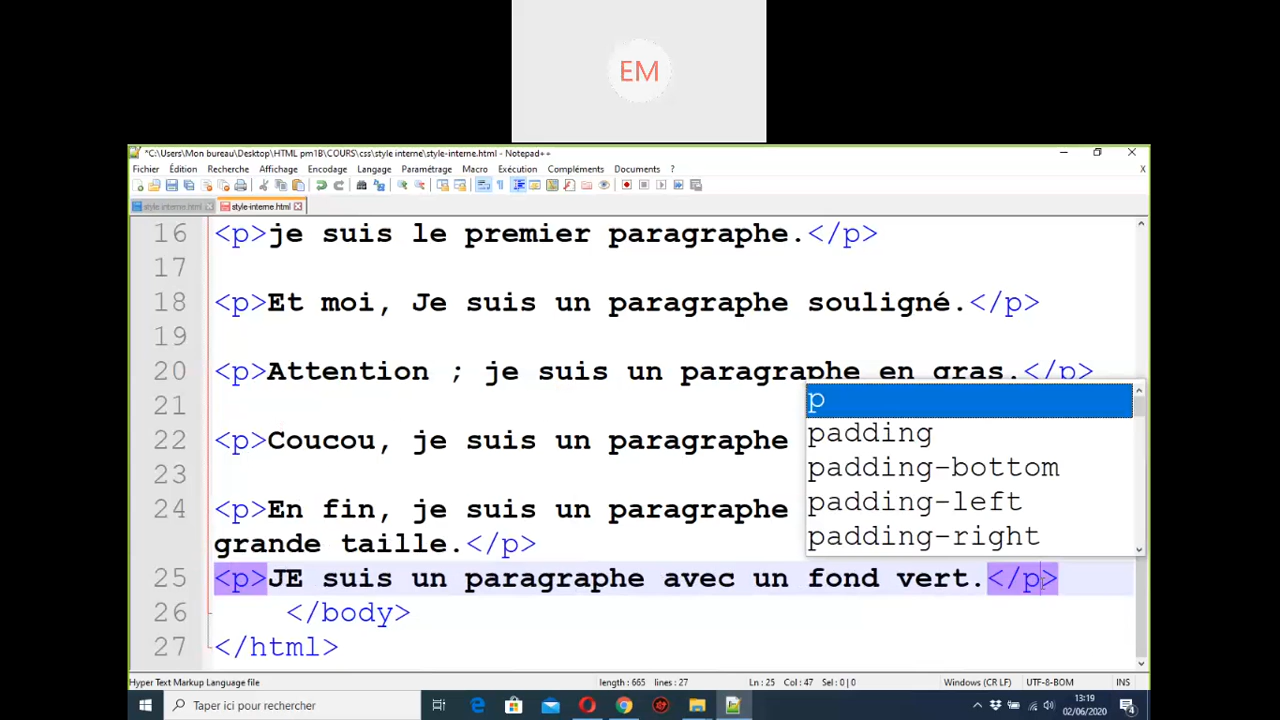 EM
*C:\Users\Mon bureau\Desktop\HTML pm1B\COURS\css\style interne\style-interne.html - Notepad++
Fichier Édition Recherche Affichage Encodage Langage Paramétrage Macro Exécution Compléments Documents ? X
style interne.html style-interne.html
16 <p>je suis le premier paragraphe.</p>
17
18 <p>Et moi, Je suis un paragraphe souligné.</p>
19
20 <p>Attention ; je suis un paragraphe en gras.</p>
21
22 <p>Coucou, je suis un paragraphe
23
24 <p>En fin, je suis un paragraphe
grande taille.</p>
25 <p>JE suis un paragraphe avec un fond vert.</p>
26 </body>
27 </html>
p
padding
padding-bottom
padding-left
padding-right
Hyper Text Markup Language file length : 665 lines : 27 Ln : 25 Col : 47 Sel : 0 | 0 Windows (CR LF) UTF-8-BOM INS
Taper ici pour rechercher
13:19
02/06/2020
4